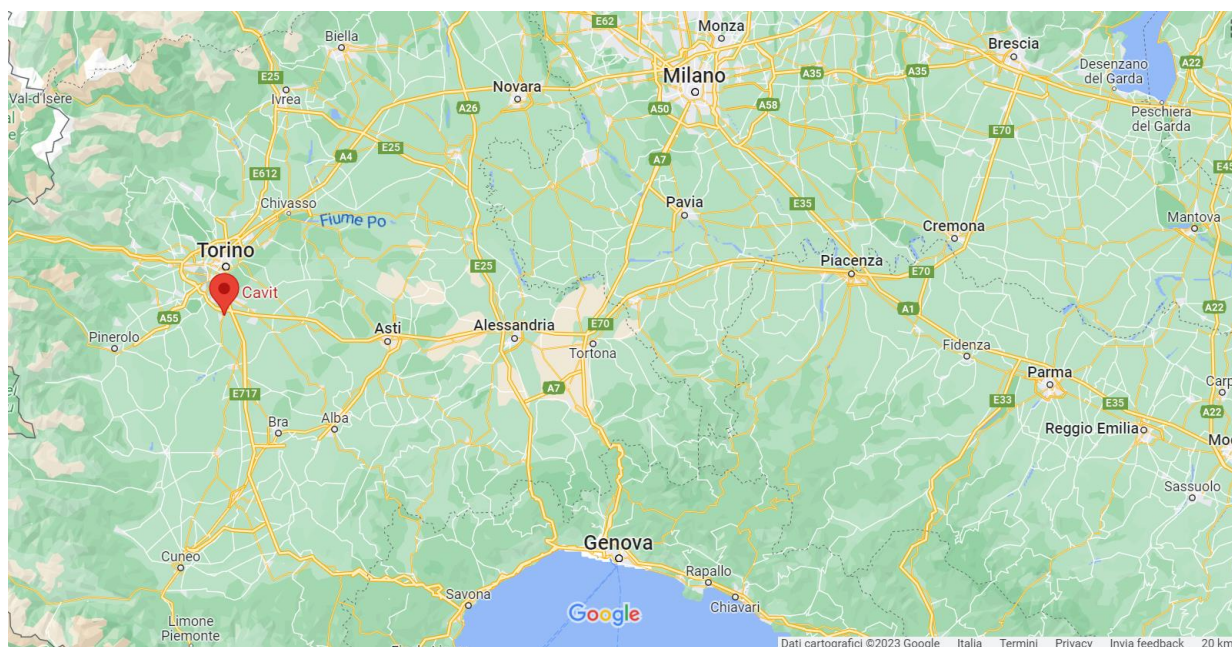 E62
Monza
Biella
Brescia
Milano
Desenzano
del Garda
A22
E25
Ivrea
Novara
A35
A35
Val-d'Isère
A26
A50
A58
Peschiera
del Garda
E70
E25
A4
A7
E612
E45
Chivasso
Pavia
E35
Fiume Po
Cremona
Mantova
Torino
E25
Piacenza
E70
Cavit
A1
A22
A55
Asti
Alessandria
E70
Pinerolo
Tortona
Fidenza
E717
A7
Parma
Carp
E33
E35
A22
Bra
Alba
Reggio Emilia
Mo
Sassuolo
Genova
Cuneo
Rapallo
Savona
Chiavari
Google
Limone
Piemonte
Dati cartografici ©2023 Google Italia Termini Privacy Invia feedback 20 km